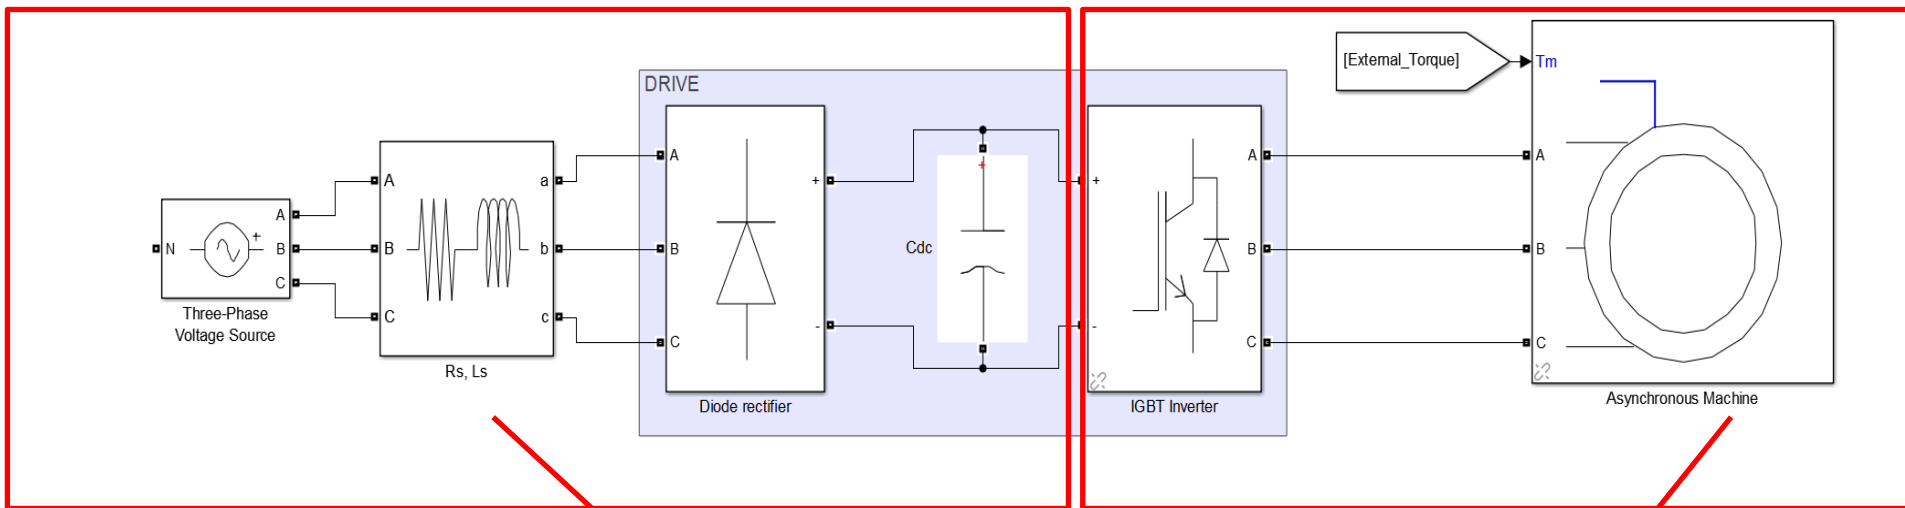 DRIVE
[External_Torque]
Tm
N
A
B
C
Three-Phase
Voltage Source
A
B
C
a
b
c
Rs, Ls
A
B
C
+
-
Diode rectifier
+
Cdc
+
-
A
B
C
IGBT Inverter
A
B
C
Asynchronous Machine